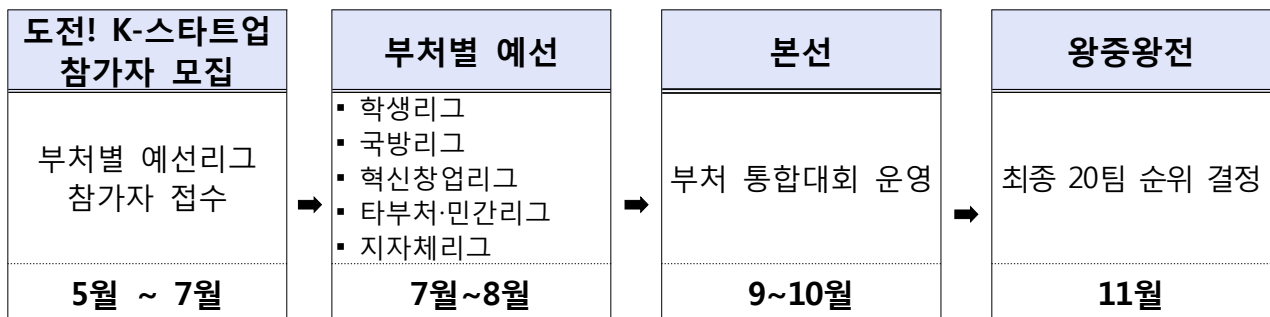 도전! K-스타트업
참가자 모집
부처별 예선리그
참가자 접수
5월 ~ 7월
➡
부처별 예선
▪ 학생리그
▪ 국방리그
▪ 혁신창업리그
▪ 타부처·민간리그
▪ 지자체리그
7월~8월
➡
본선
부처 통합대회 운영
9~10월
➡
왕중왕전
최종 20팀 순위 결정
11월